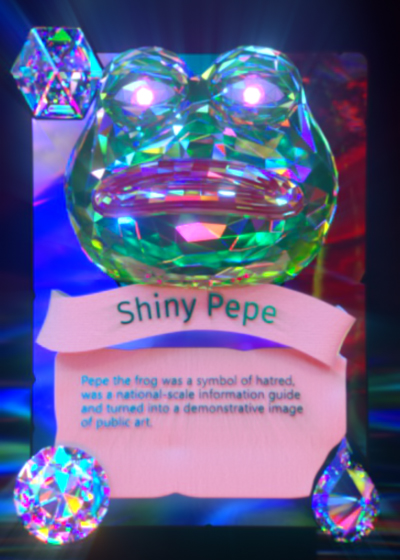 Shiny Pepe
Pepe the frog was a symbol of hatred,
was a national-scale information guide
and turned into a demonstrative image
of public art.